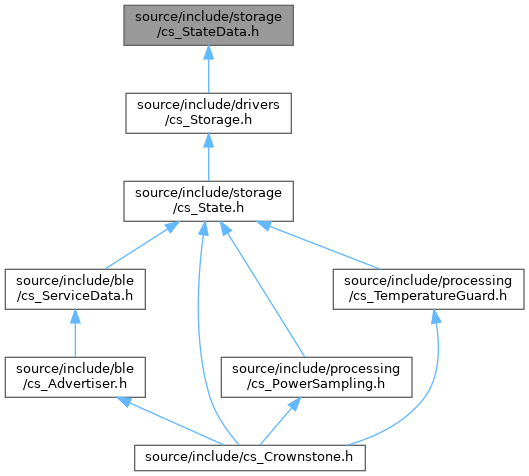 source/include/storage
/cs_StateData.h
source/include/drivers
/cs_Storage.h
source/include/storage
/cs_State.h
source/include/ble
/cs_ServiceData.h
source/include/processing
/cs_TemperatureGuard.h
source/include/ble
/cs_Advertiser.h
source/include/processing
/cs_PowerSampling.h
source/include/cs_Crownstone.h